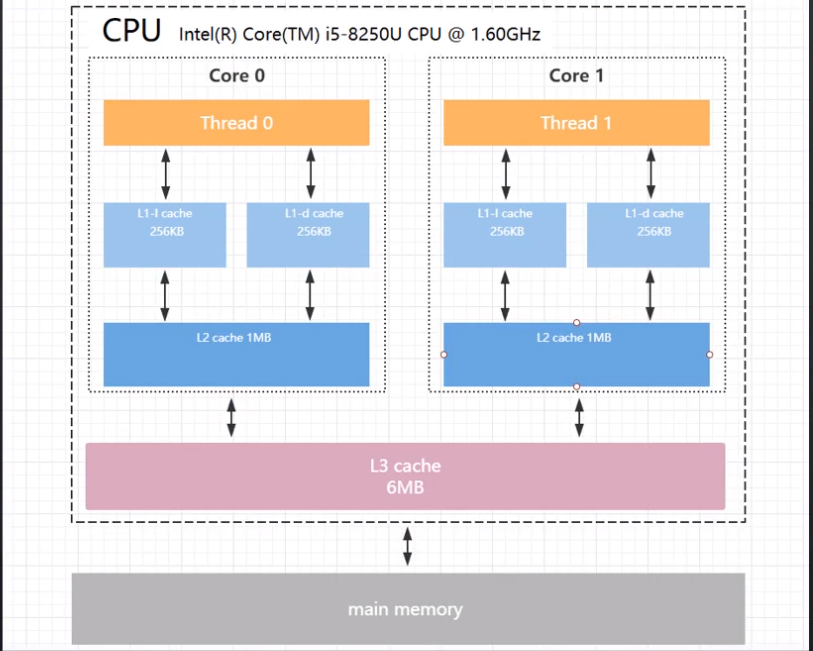 CPU Intel(R) Core(TM) i5-8250U CPU @ 1.60GHz
Core 0
Core 1
Thread 0
Thread 1
L1-I cache
256KB
L1-d cache
256KB
L1-I cache
256KB
L1-d cache
256KB
L2 cache 1MB
L2 cache 1MB
L3 cache
6MB
main memory